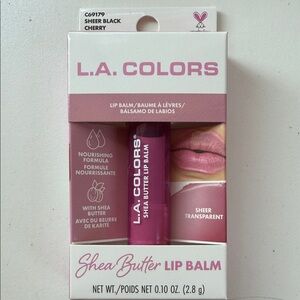 C69179
SHEER BLACK
CHERRY
L.A. COLORS
LIP BALM/BAUME À LÈVRES/
BÁLSAMO DE LABIOS
NOURISHING
FORMULA
FORMULE
NOURRISSANTE
WITH SHEA
BUTTER
AVEC DU BEURRE
DE KARITÉ
L.A. COLORS®
SHEA BUTTER LIP BALM
SHEER
TRANSPARENT
Shea Butter LIP BALM
WT./POIDS NET 0.10 OZ. (2.8 g)